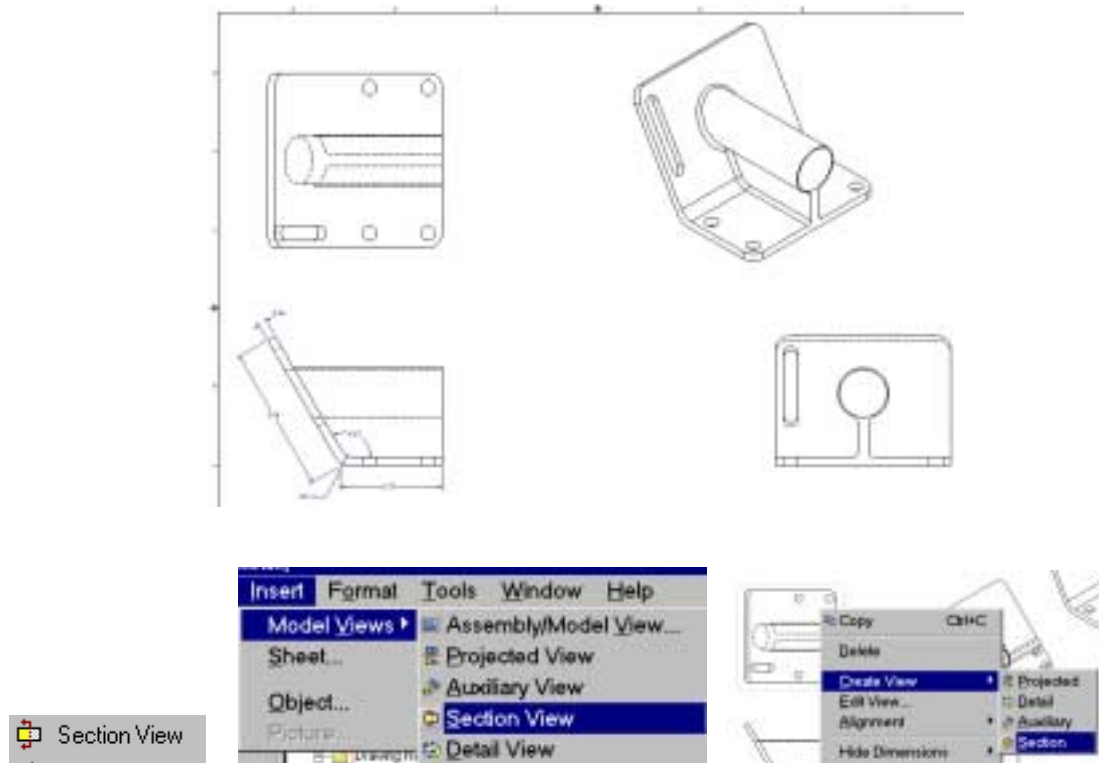 Insert Format Tools Window Help
Model Views
Sheet...
Object...
Picture...
Assembly/Model View...
Projected View
Auxiliary View
Section View
Detail View
Section View
Copy Ctrl+C
Delete
Create View
Edit View...
Alignment
Hide Dimensions
Projected
Detail
Auxiliary
Section